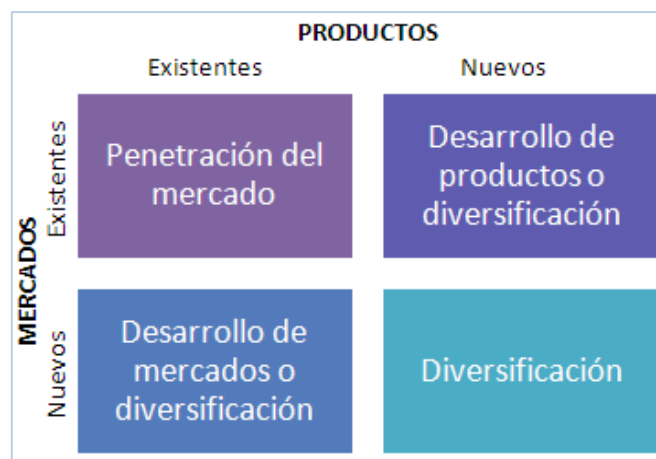 PRODUCTOS
Existentes
Nuevos
MERCADOS
Existentes
Penetración del
mercado
Desarrollo de
productos o
diversificación
Nuevos
Desarrollo de
mercados o
diversificación
Diversificación